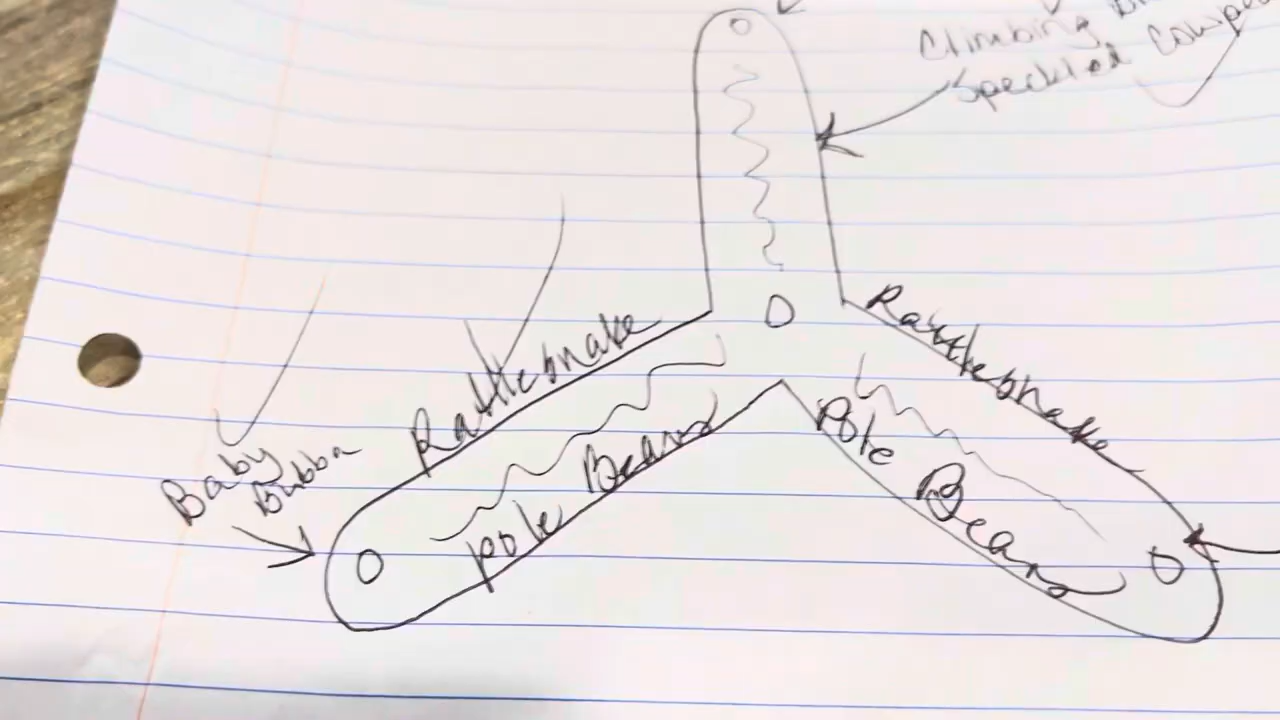 Climbing
Speckled
Rattlesnake
Rattlesnake
Pole Beans
pole Beans
Baby
Bubba